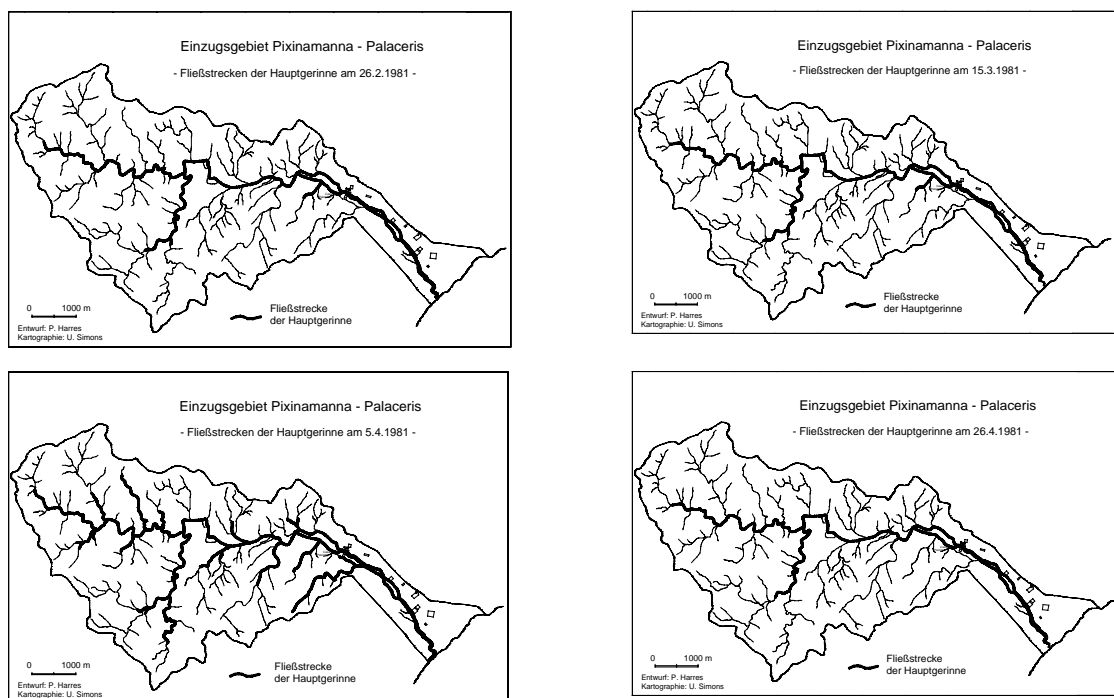 Einzugsgebiet Pixinamanna - Palaceris
- Fließstrecken der Hauptgerinne am 26.2.1981 -
0 1000 m
Fließstrecke
der Hauptgerinne
Entwurf: P. Harres
Kartographie: U. Simons
Einzugsgebiet Pixinamanna - Palaceris
- Fließstrecken der Hauptgerinne am 15.3.1981 -
0 1000 m
Fließstrecke
der Hauptgerinne
Entwurf: P. Harres
Kartographie: U. Simons
Einzugsgebiet Pixinamanna - Palaceris
- Fließstrecken der Hauptgerinne am 5.4.1981 -
0 1000 m
Fließstrecke
der Hauptgerinne
Entwurf: P. Harres
Kartographie: U. Simons
Einzugsgebiet Pixinamanna - Palaceris
- Fließstrecken der Hauptgerinne am 26.4.1981 -
0 1000 m
Fließstrecke
der Hauptgerinne
Entwurf: P. Harres
Kartographie: U. Simons